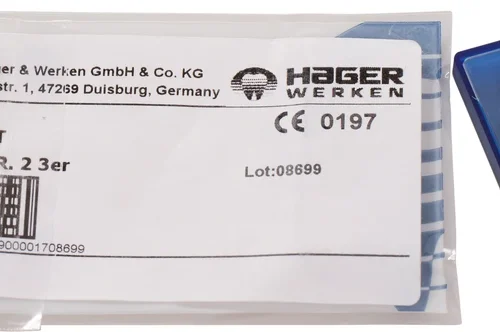 er & Werken GmbH & Co. KG
str. 1, 47269 Duisburg, Germany
HAGER
WERKEN
CE 0197
T
R. 2 3er
Lot:08699
900001708699